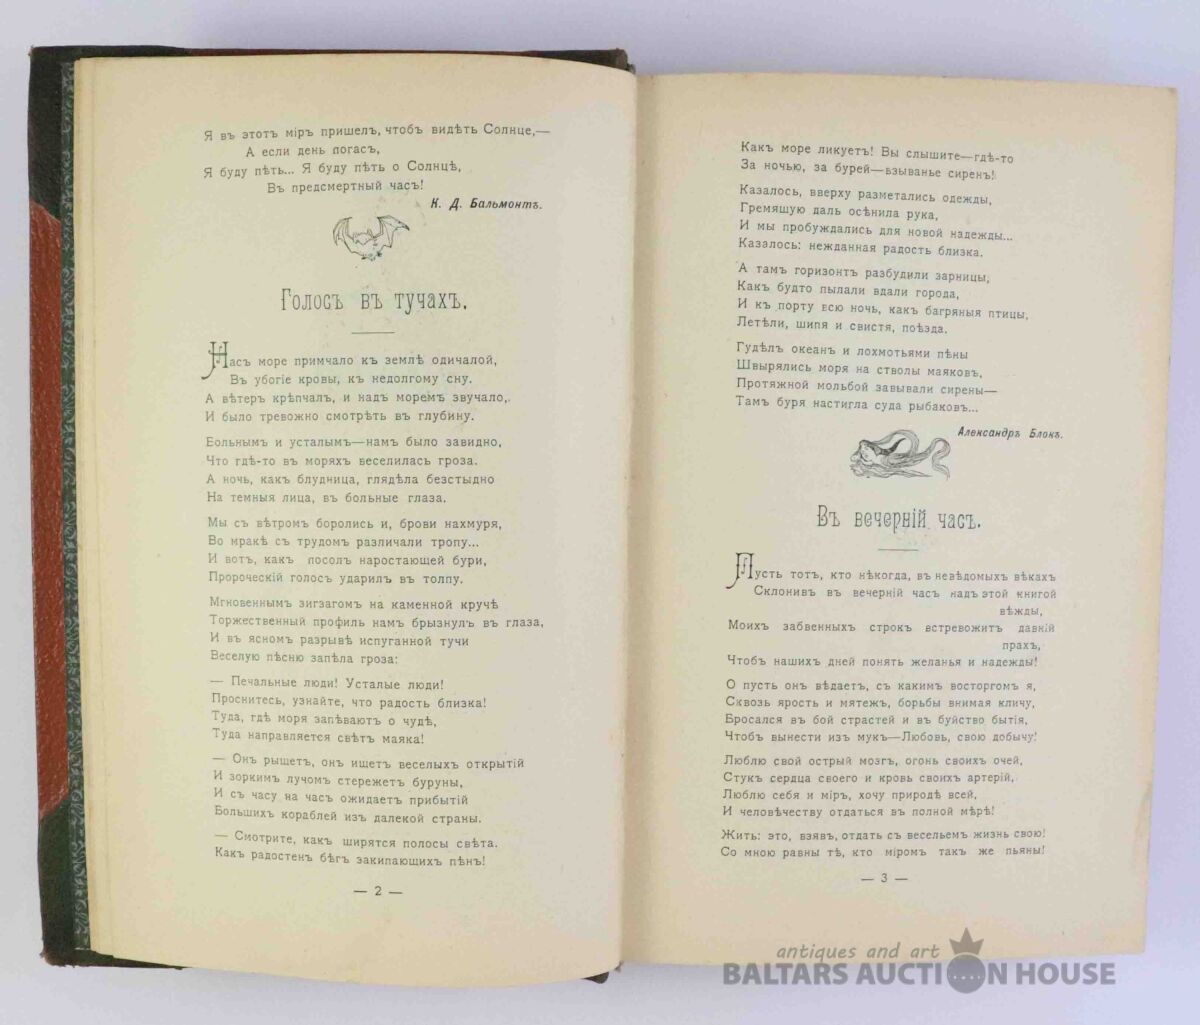 Я въ этотъ мiръ пришелъ, чтобъ видѣть Солнце,—
А если день погасъ,
Я буду пѣть... Я буду пѣть о Солнцѣ,
Въ предсмертный часъ!
К. Д. Бальмонтъ.
Голосъ въ тучахъ.
Насъ море примчало къ землѣ одичалой,
Въ убогiе кровы, къ недолгому сну.
А вѣтеръ крѣпчалъ, и надъ моремъ звучало,
И было тревожно смотрѣть въ глубину.
Больнымъ и усталымъ—намъ было завидно,
Что гдѣ-то въ моряхъ веселилась гроза.
А ночь, какъ блудница, глядѣла безстыдно
На темныя лица, въ больные глаза.
Мы съ вѣтромъ боролись и, брови нахмуря,
Во мракѣ съ трудомъ различали тропу...
И вотъ, какъ посолъ наростающей бури,
Пророческiй голосъ ударилъ въ толпу.
Мгновеннымъ зигзагомъ на каменной кручѣ
Торжественный профиль намъ брызнулъ въ глаза,
И въ ясномъ разрывѣ испуганной тучи
Веселую пѣсню запѣла гроза:
— Печальные люди! Усталые люди!
Проснитесь, узнайте, что радость близка!
Туда, гдѣ моря запѣваютъ о чудѣ,
Туда направляется свѣтъ маяка!
— Онъ рыщетъ, онъ ищетъ веселыхъ открытiй
И зоркимъ лучомъ стережетъ буруны,
И съ часу на часъ ожидаетъ прибытiй
Большихъ кораблей изъ далекой страны.
— Смотрите, какъ ширятся полосы свѣта.
Какъ радостенъ бѣгъ закипающихъ пѣнъ!
— 2 —
Какъ море ликуетъ! Вы слышите—гдѣ-то
За ночью, за бурей—взыванье сиренъ!
Казалось, вверху разметались одежды,
Гремящую даль осѣнила рука,
И мы пробуждались для новой надежды...
Казалось: нежданная радость близка.
А тамъ горизонтъ разбудили зарницы,
Какъ будто пылали вдали города,
И къ порту всю ночь, какъ багряныя птицы,
Летѣли, шипя и свистя, поѣзда.
Гудѣлъ океанъ и лохмотьями пѣны
Швырялись моря на стволы маяковъ,
Протяжной мольбой завывали сирены—
Тамъ буря настигла суда рыбаковъ...
Александръ Блокъ.
Въ вечернiй часъ.
Пусть тотъ, кто нѣкогда, въ невѣдомыхъ вѣкахъ
Склонивъ въ вечернiй часъ надъ этой книгой
вѣжды,
Моихъ забвенныхъ строкъ встревожитъ давнiй
прахъ,
Чтобъ нашихъ дней понять желанья и надежды!
О пусть онъ вѣдаетъ, съ какимъ восторгомъ я,
Сквозь ярость и мятежъ, борьбы внимая кличу,
Бросался въ бой страстей и въ буйство бытiя,
Чтобъ вынести изъ мукъ—Любовь, свою добычу!
Люблю свой острый мозгъ, огонь своихъ очей,
Стукъ сердца своего и кровь своихъ артерiй,
Люблю себя и мiръ, хочу природѣ всей,
И человѣчеству отдаться въ полной мѣрѣ!
Жить: это, взявъ, отдать съ весельемъ жизнь свою!
Со мною равны тѣ, кто мiромъ такъ же пьяны!
— 3 —
antiques and art
BALTARS AUCTION HOUSE